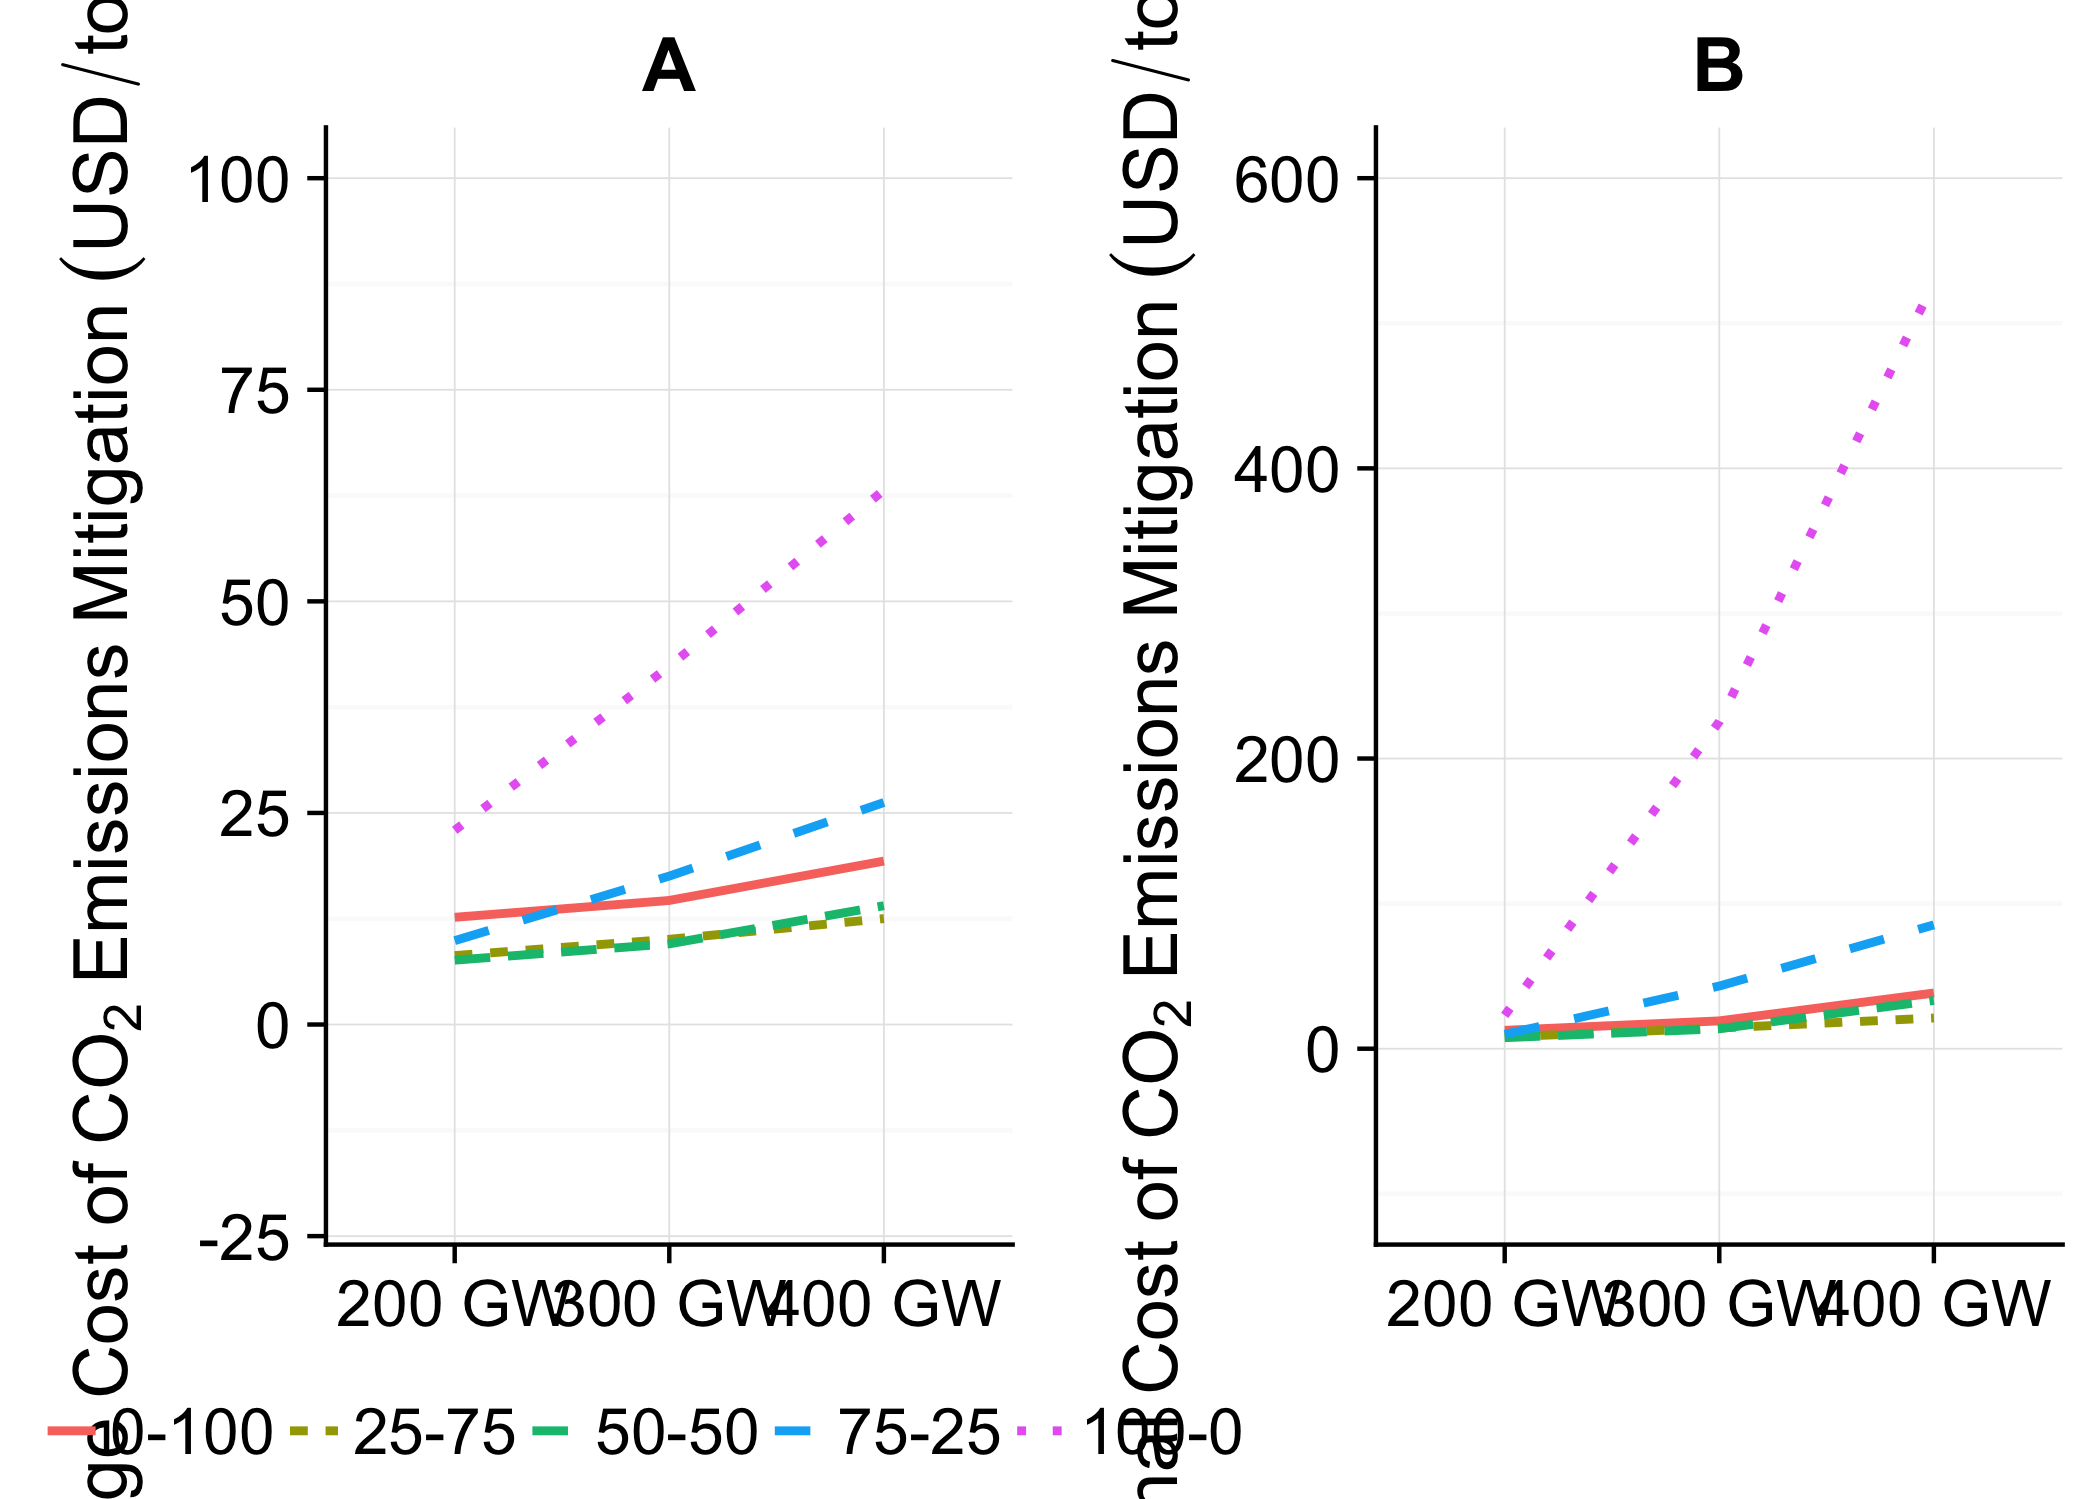 A
ge Cost of CO2 Emissions Mitigation (USD/to
100
75
50
25
0
-25
200 GW
300 GW
400 GW
B
nal Cost of CO2 Emissions Mitigation (USD/to
600
400
200
0
200 GW
300 GW
400 GW
0-100 25-75 50-50 75-25 100-0